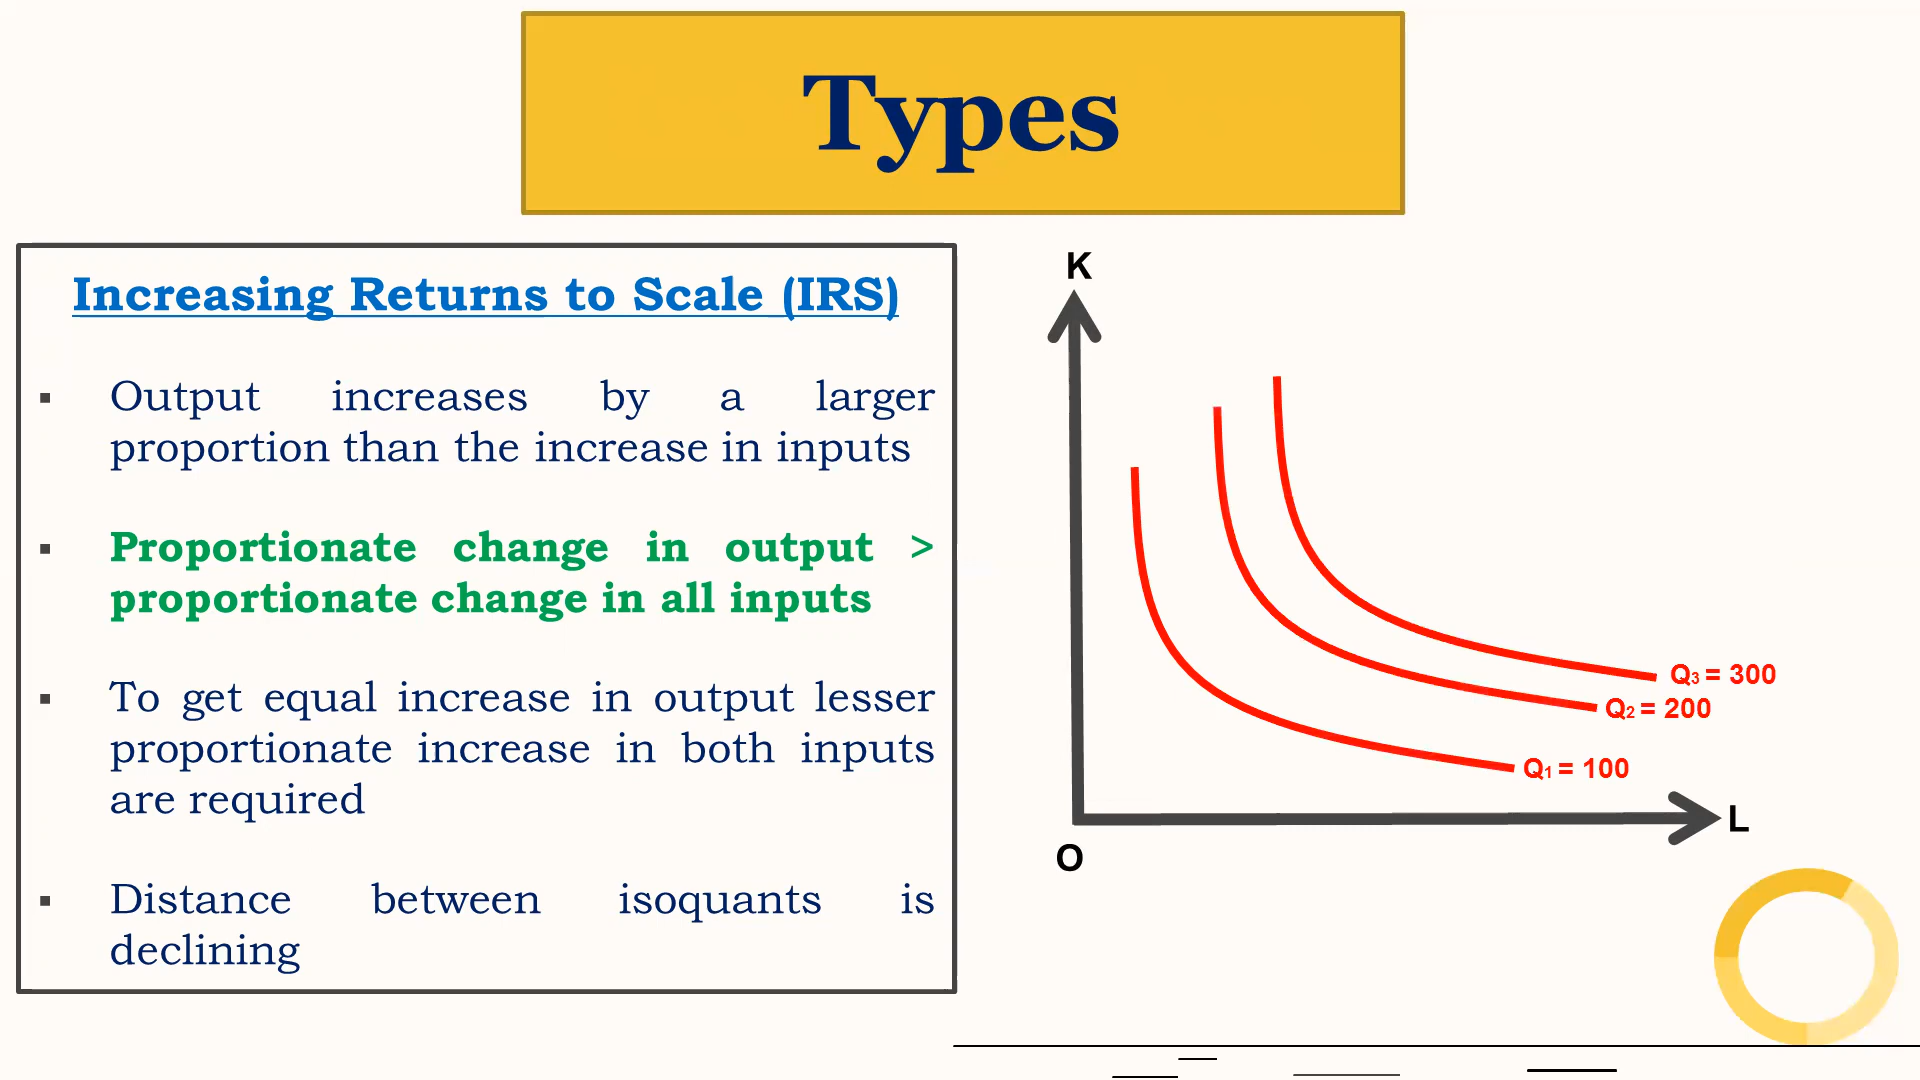 Types
Increasing Returns to Scale (IRS)
▪ Output increases by a larger
proportion than the increase in inputs
▪ Proportionate change in output >
proportionate change in all inputs
▪ To get equal increase in output lesser
proportionate increase in both inputs
are required
▪ Distance between isoquants is
declining
K
Q₃ = 300
Q₂ = 200
Q₁ = 100
L
O